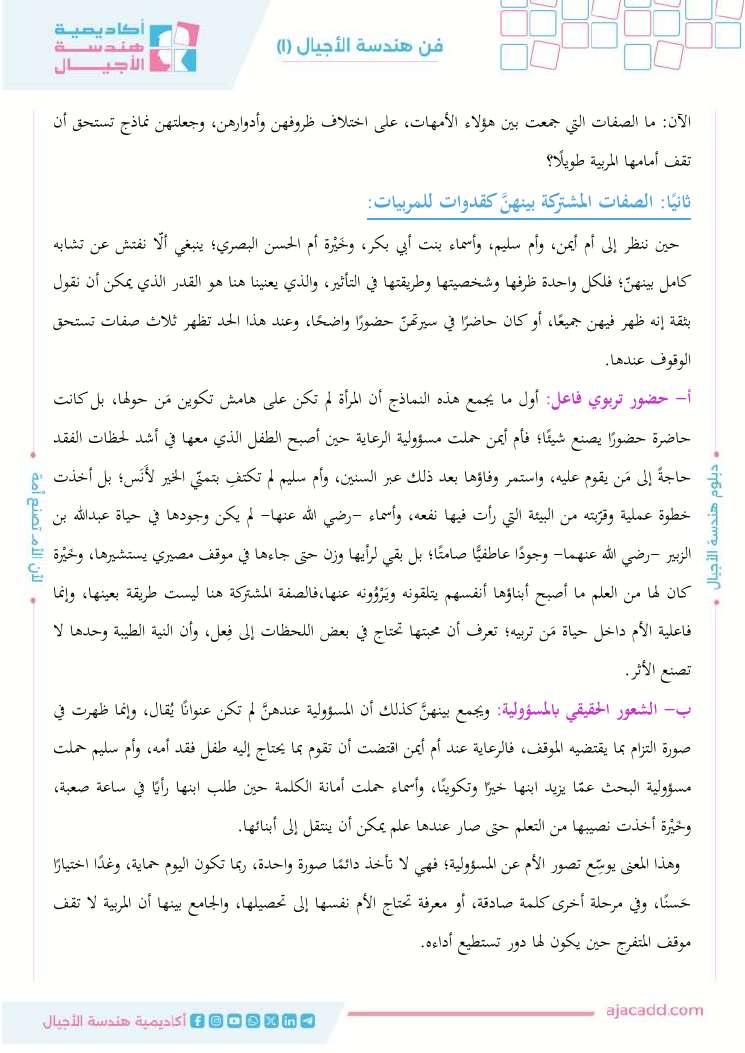 فن هندسة الأجيال (١)
أكاديمية
هندسة
الأجيال
الآن: ما الصفات التي جمعت بين هؤلاء الأمهات، على اختلاف ظروفهن وأدوارهن، وجعلتهن نماذج تستحق أن
تقف أمامها المربية طويلًا؟
ثانيًا: الصفات المشتركة بينهنَّ كقدوات للمربيات:
حين ننظر إلى أم أيمن، وأم سليم، وأسماء بنت أبي بكر، وخَيْرة أم الحسن البصري؛ ينبغي ألّا نفتش عن تشابه
كامل بينهنّ؛ فلكل واحدة ظرفها وشخصيتها وطريقتها في التأثير، والذي يعنينا هنا هو القدر الذي يمكن أن نقول
بثقة إنه ظهر فيهن جميعًا، أو كان حاضرًا في سيرتهنّ حضورًا واضحًا، وعند هذا الحد تظهر ثلاث صفات تستحق
الوقوف عندها.
أ– حضور تربوي فاعل: أول ما يجمع هذه النماذج أن المرأة لم تكن على هامش تكوين مَن حولها، بل كانت
حاضرة حضورًا يصنع شيئًا؛ فأم أيمن حملت مسؤولية الرعاية حين أصبح الطفل الذي معها في أشد لحظات الفقد
حاجةً إلى مَن يقوم عليه، واستمر وفاؤها بعد ذلك عبر السنين، وأم سليم لم تكتفِ بتمنّي الخير لأَنَس؛ بل أخذت
خطوة عملية وقرّبته من البيئة التي رأت فيها نفعه، وأسماء –رضي الله عنها– لم يكن وجودها في حياة عبدالله بن
الزبير –رضي الله عنهما– وجودًا عاطفيًّا صامتًا؛ بل بقي لرأيها وزن حتى جاءها في موقف مصيري يستشيرها، وخَيْرة
كان لها من العلم ما أصبح أبناؤها أنفسهم يتلقونه ويَرْوُونه عنها،فالصفة المشتركة هنا ليست طريقة بعينها، وإنما
فاعلية الأم داخل حياة مَن تربيه؛ تعرف أن محبتها تحتاج في بعض اللحظات إلى فِعل، وأن النية الطيبة وحدها لا
تصنع الأثر.
ب– الشعور الحقيقي بالمسؤولية: ويجمع بينهنَّ كذلك أن المسؤولية عندهنَّ لم تكن عنوانًا يُقال، وإنما ظهرت في
صورة التزام بما يقتضيه الموقف، فالرعاية عند أم أيمن اقتضت أن تقوم بما يحتاج إليه طفل فقد أمه، وأم سليم حملت
مسؤولية البحث عمّا يزيد ابنها خيرًا وتكوينًا، وأسماء حملت أمانة الكلمة حين طلب ابنها رأيًا في ساعة صعبة،
وخَيْرة أخذت نصيبها من التعلم حتى صار عندها علم يمكن أن ينتقل إلى أبنائها.
وهذا المعنى يوسِّع تصور الأم عن المسؤولية؛ فهي لا تأخذ دائمًا صورة واحدة، ربما تكون اليوم حماية، وغدًا اختيارًا
حَسنًا، وفي مرحلة أخرى كلمة صادقة، أو معرفة تحتاج الأم نفسها إلى تحصيلها، والجامع بينها أن المربية لا تقف
موقف المتفرج حين يكون لها دور تستطيع أداءه.
دبلوم هندسة الأجيال
لأن الأم تصنع أمة
ajacadd.com
أكاديمية هندسة الأجيال